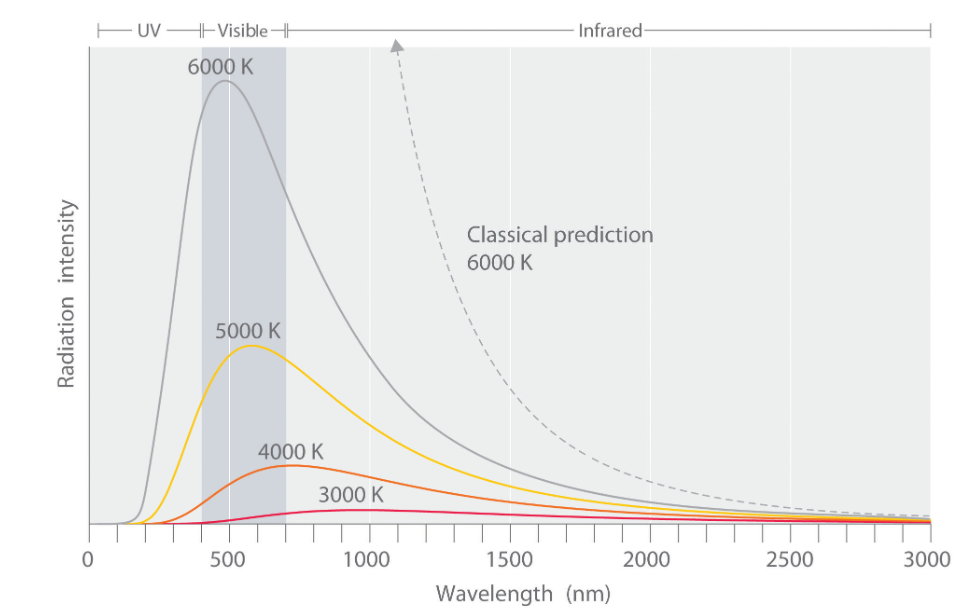 UV Visible Infrared
6000 K
Classical prediction
6000 K
5000 K
4000 K
3000 K
Radiation intensity
0 500 1000 1500 2000 2500 3000
Wavelength (nm)